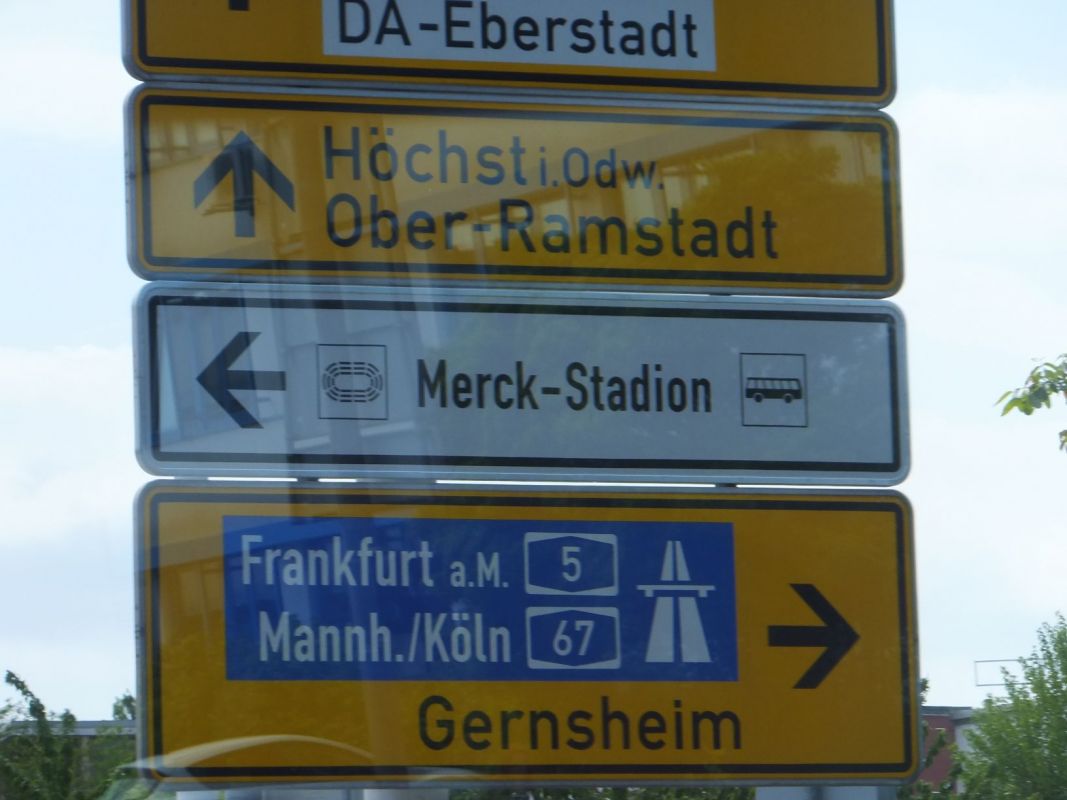 DA-Eberstadt
Höchst i. Odw.
Ober-Ramstadt
Merck-Stadion
Frankfurt a.M. 5
Mannh./Köln 67
Gernsheim